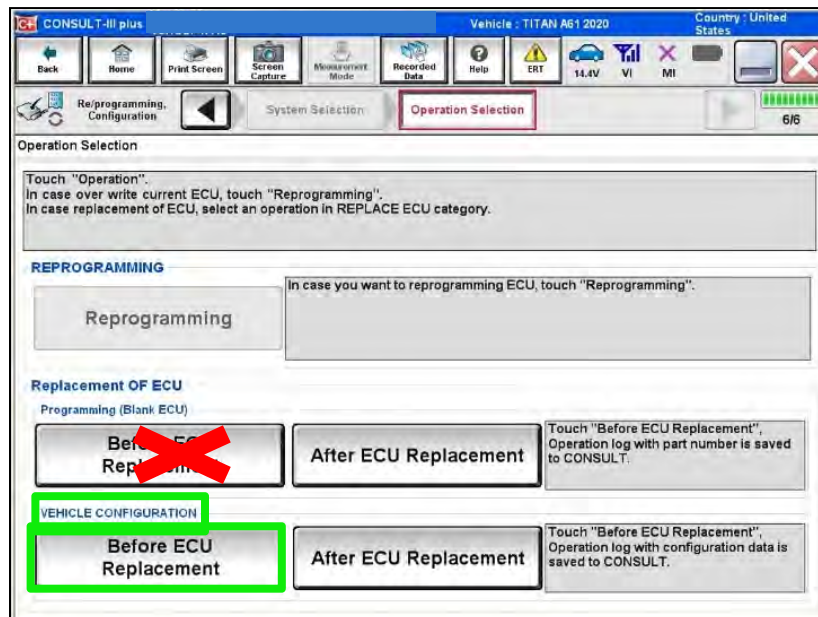 C+ CONSULT-III plus
Vehicle : TITAN A61 2020
Country : United States
Back
Home
Print Screen
Screen Capture
Measurement Mode
Recorded Data
Help
ERT
14.4V
VI
MI
Re/programming, Configuration
System Selection
Operation Selection
6/6
Operation Selection
Touch "Operation".
In case over write current ECU, touch "Reprogramming".
In case replacement of ECU, select an operation in REPLACE ECU category.
REPROGRAMMING
Reprogramming
In case you want to reprogramming ECU, touch "Reprogramming".
Replacement OF ECU
Programming (Blank ECU)
After ECU Replacement
Touch "Before ECU Replacement",
Operation log with part number is saved
to CONSULT.
VEHICLE CONFIGURATION
Before ECU
Replacement
After ECU Replacement
Touch "Before ECU Replacement",
Operation log with configuration data is
saved to CONSULT.